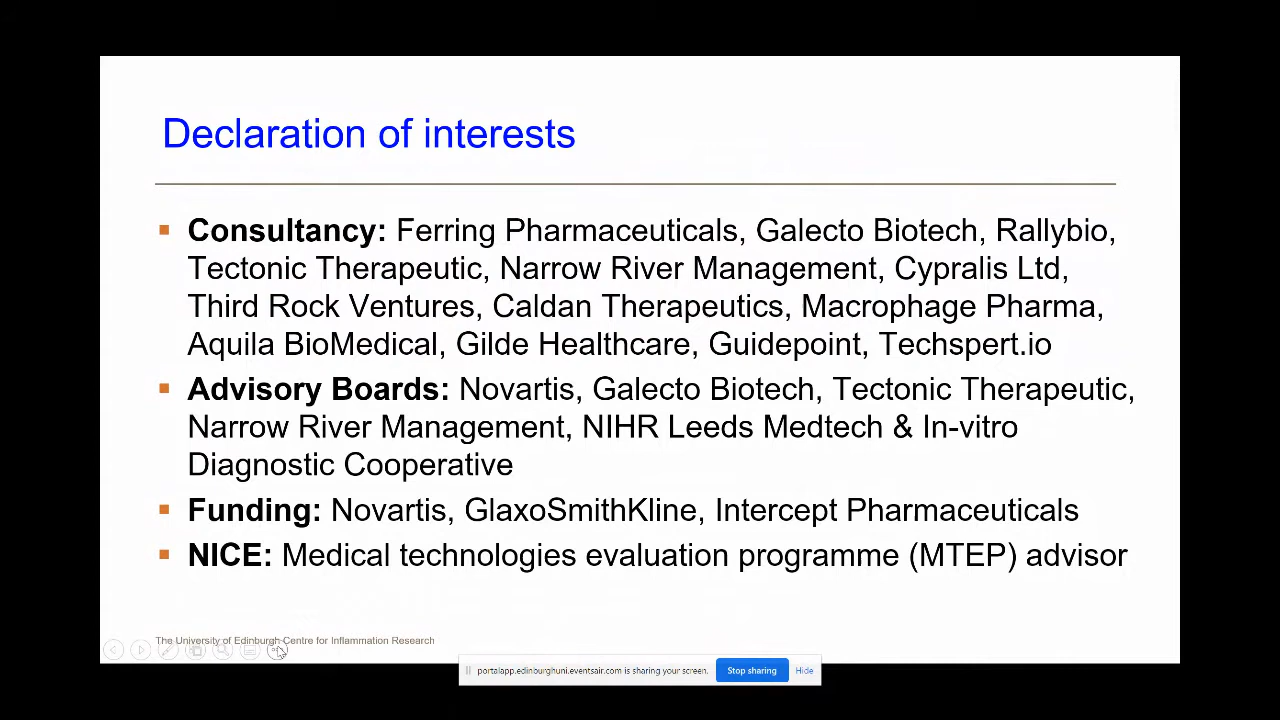 Declaration of interests
Consultancy: Ferring Pharmaceuticals, Galecto Biotech, Rallybio,
Tectonic Therapeutic, Narrow River Management, Cypralis Ltd,
Third Rock Ventures, Caldan Therapeutics, Macrophage Pharma,
Aquila BioMedical, Gilde Healthcare, Guidepoint, Techspert.io
Advisory Boards: Novartis, Galecto Biotech, Tectonic Therapeutic,
Narrow River Management, NIHR Leeds Medtech & In-vitro
Diagnostic Cooperative
Funding: Novartis, GlaxoSmithKline, Intercept Pharmaceuticals
NICE: Medical technologies evaluation programme (MTEP) advisor
The University of Edinburgh Centre for Inflammation Research
portalapp.edinburghuni.eventsair.com is sharing your screen.
Stop sharing
Hide